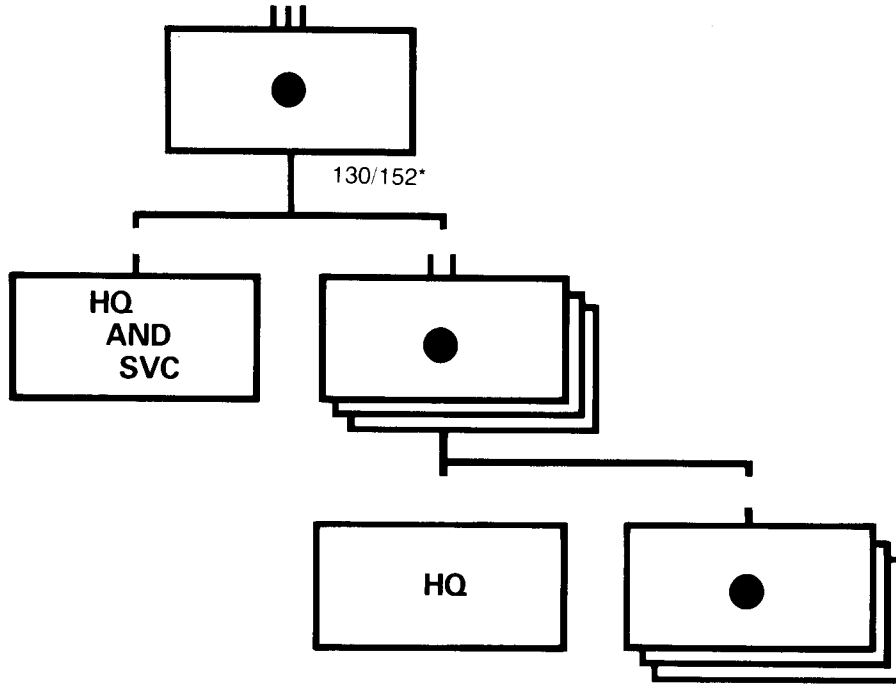 130/152*
HQ
AND
SVC
HQ